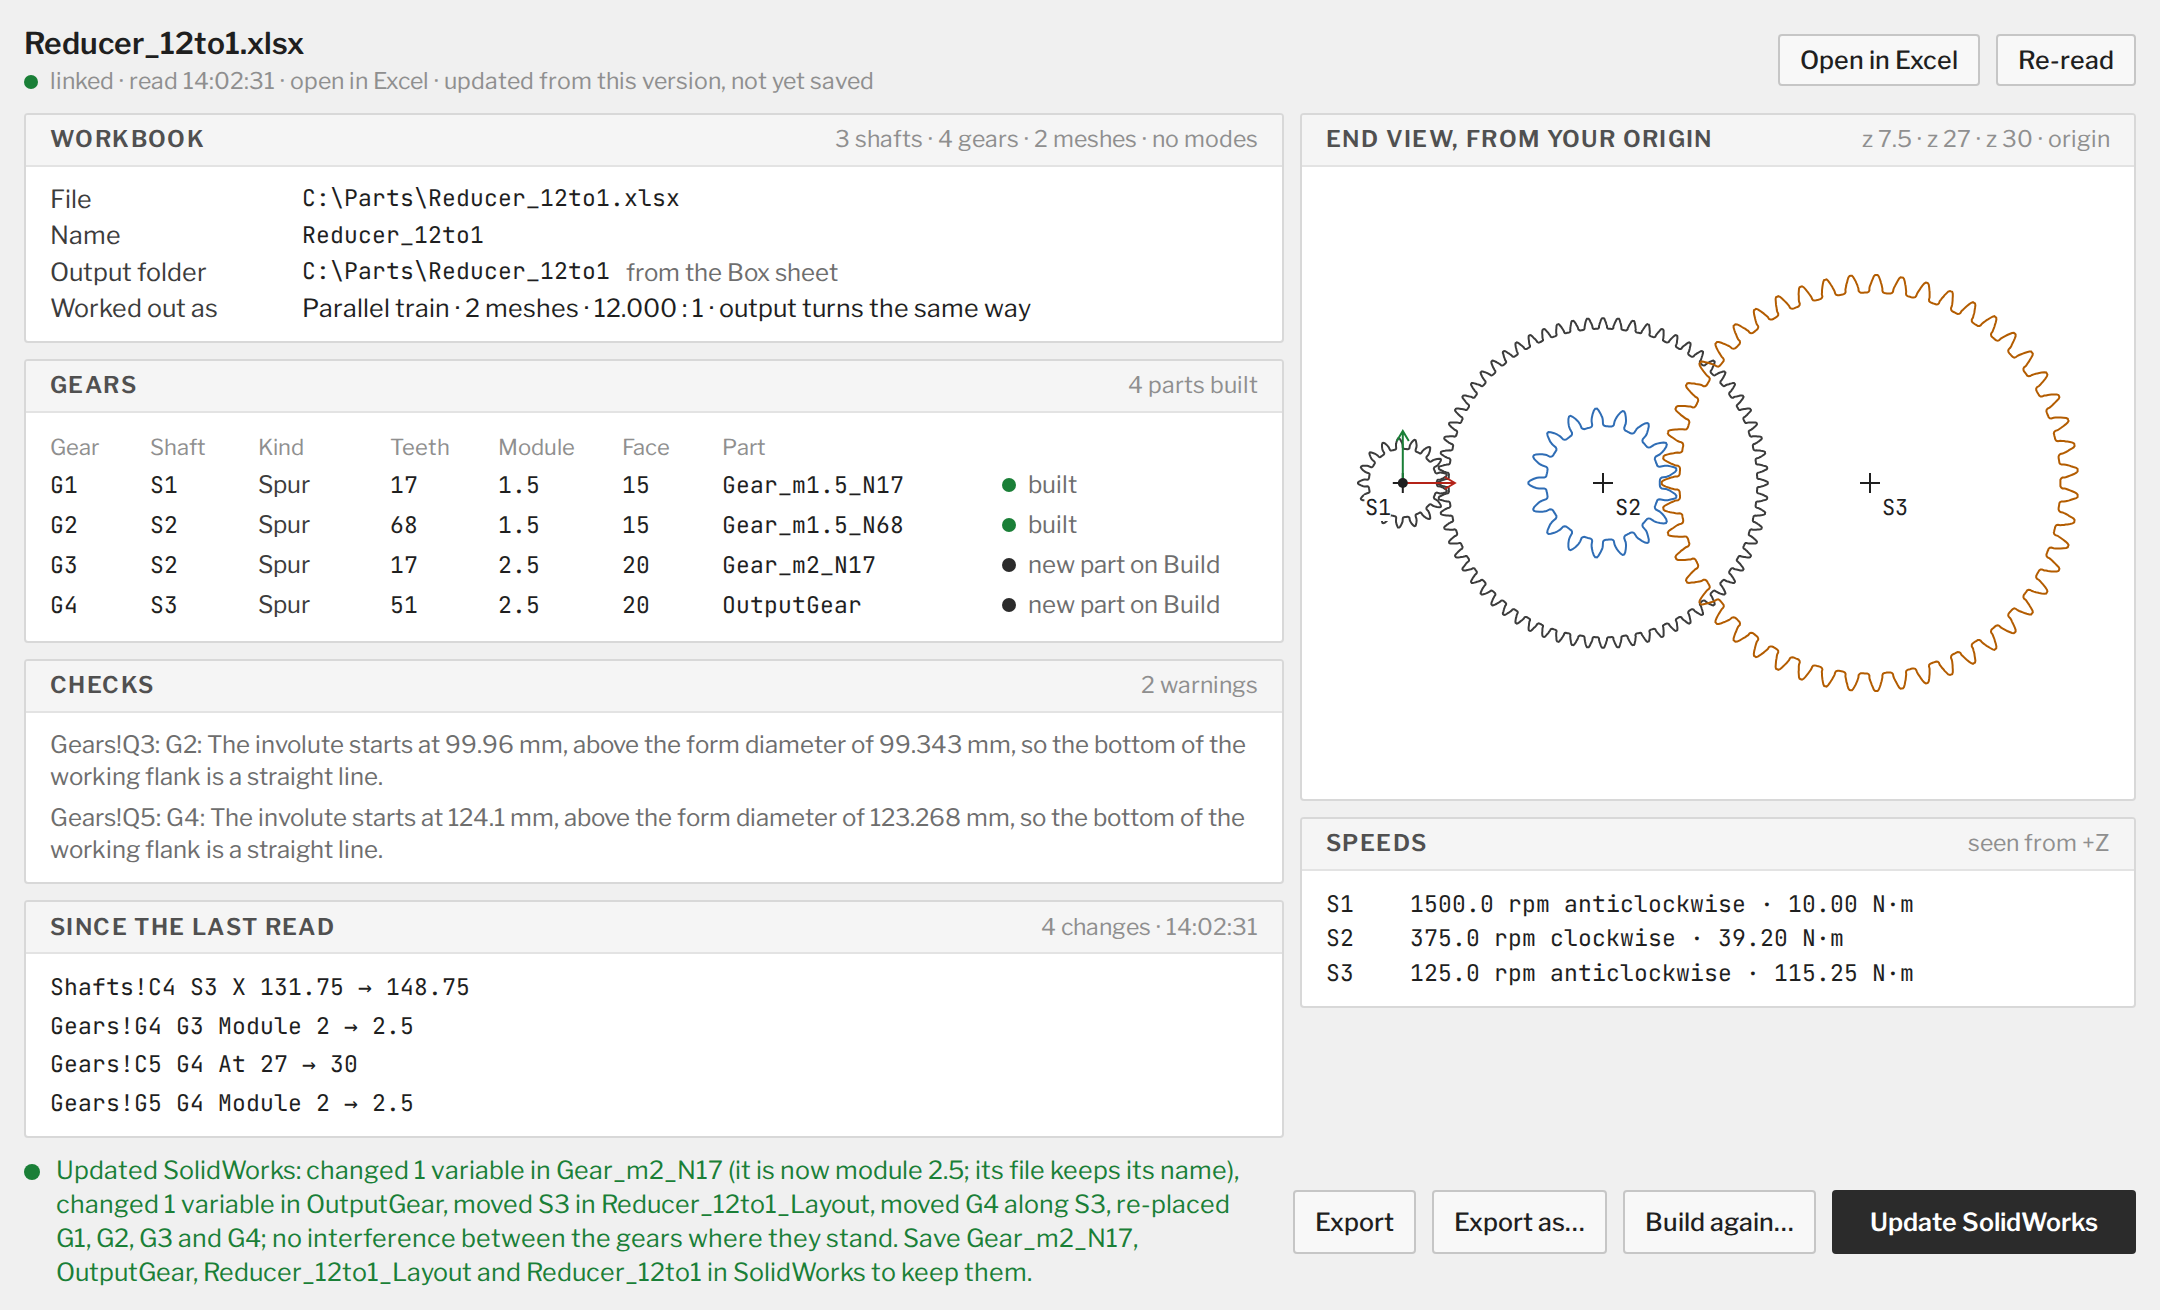 Reducer_12to1.xlsx
linked · read 14:02:31 · open in Excel · updated from this version, not yet saved
Open in Excel
Re-read
WORKBOOK
3 shafts · 4 gears · 2 meshes · no modes
File C:\Parts\Reducer_12to1.xlsx
Name Reducer_12to1
Output folder C:\Parts\Reducer_12to1 from the Box sheet
Worked out as Parallel train · 2 meshes · 12.000 : 1 · output turns the same way
GEARS
4 parts built
Gear Shaft Kind Teeth Module Face Part
G1 S1 Spur 17 1.5 15 Gear_m1.5_N17 built
G2 S2 Spur 68 1.5 15 Gear_m1.5_N68 built
G3 S2 Spur 17 2.5 20 Gear_m2_N17 new part on Build
G4 S3 Spur 51 2.5 20 OutputGear new part on Build
CHECKS
2 warnings
Gears!Q3: G2: The involute starts at 99.96 mm, above the form diameter of 99.343 mm, so the bottom of the
working flank is a straight line.
Gears!Q5: G4: The involute starts at 124.1 mm, above the form diameter of 123.268 mm, so the bottom of the
working flank is a straight line.
SINCE THE LAST READ
4 changes · 14:02:31
Shafts!C4 S3 X 131.75 → 148.75
Gears!G4 G3 Module 2 → 2.5
Gears!C5 G4 At 27 → 30
Gears!G5 G4 Module 2 → 2.5
END VIEW, FROM YOUR ORIGIN
z 7.5 · z 27 · z 30 · origin
S1
S2
S3
SPEEDS
seen from +Z
S1 1500.0 rpm anticlockwise · 10.00 N·m
S2 375.0 rpm clockwise · 39.20 N·m
S3 125.0 rpm anticlockwise · 115.25 N·m
Updated SolidWorks: changed 1 variable in Gear_m2_N17 (it is now module 2.5; its file keeps its name),
changed 1 variable in OutputGear, moved S3 in Reducer_12to1_Layout, moved G4 along S3, re-placed
G1, G2, G3 and G4; no interference between the gears where they stand. Save Gear_m2_N17,
OutputGear, Reducer_12to1_Layout and Reducer_12to1 in SolidWorks to keep them.
Export
Export as...
Build again...
Update SolidWorks